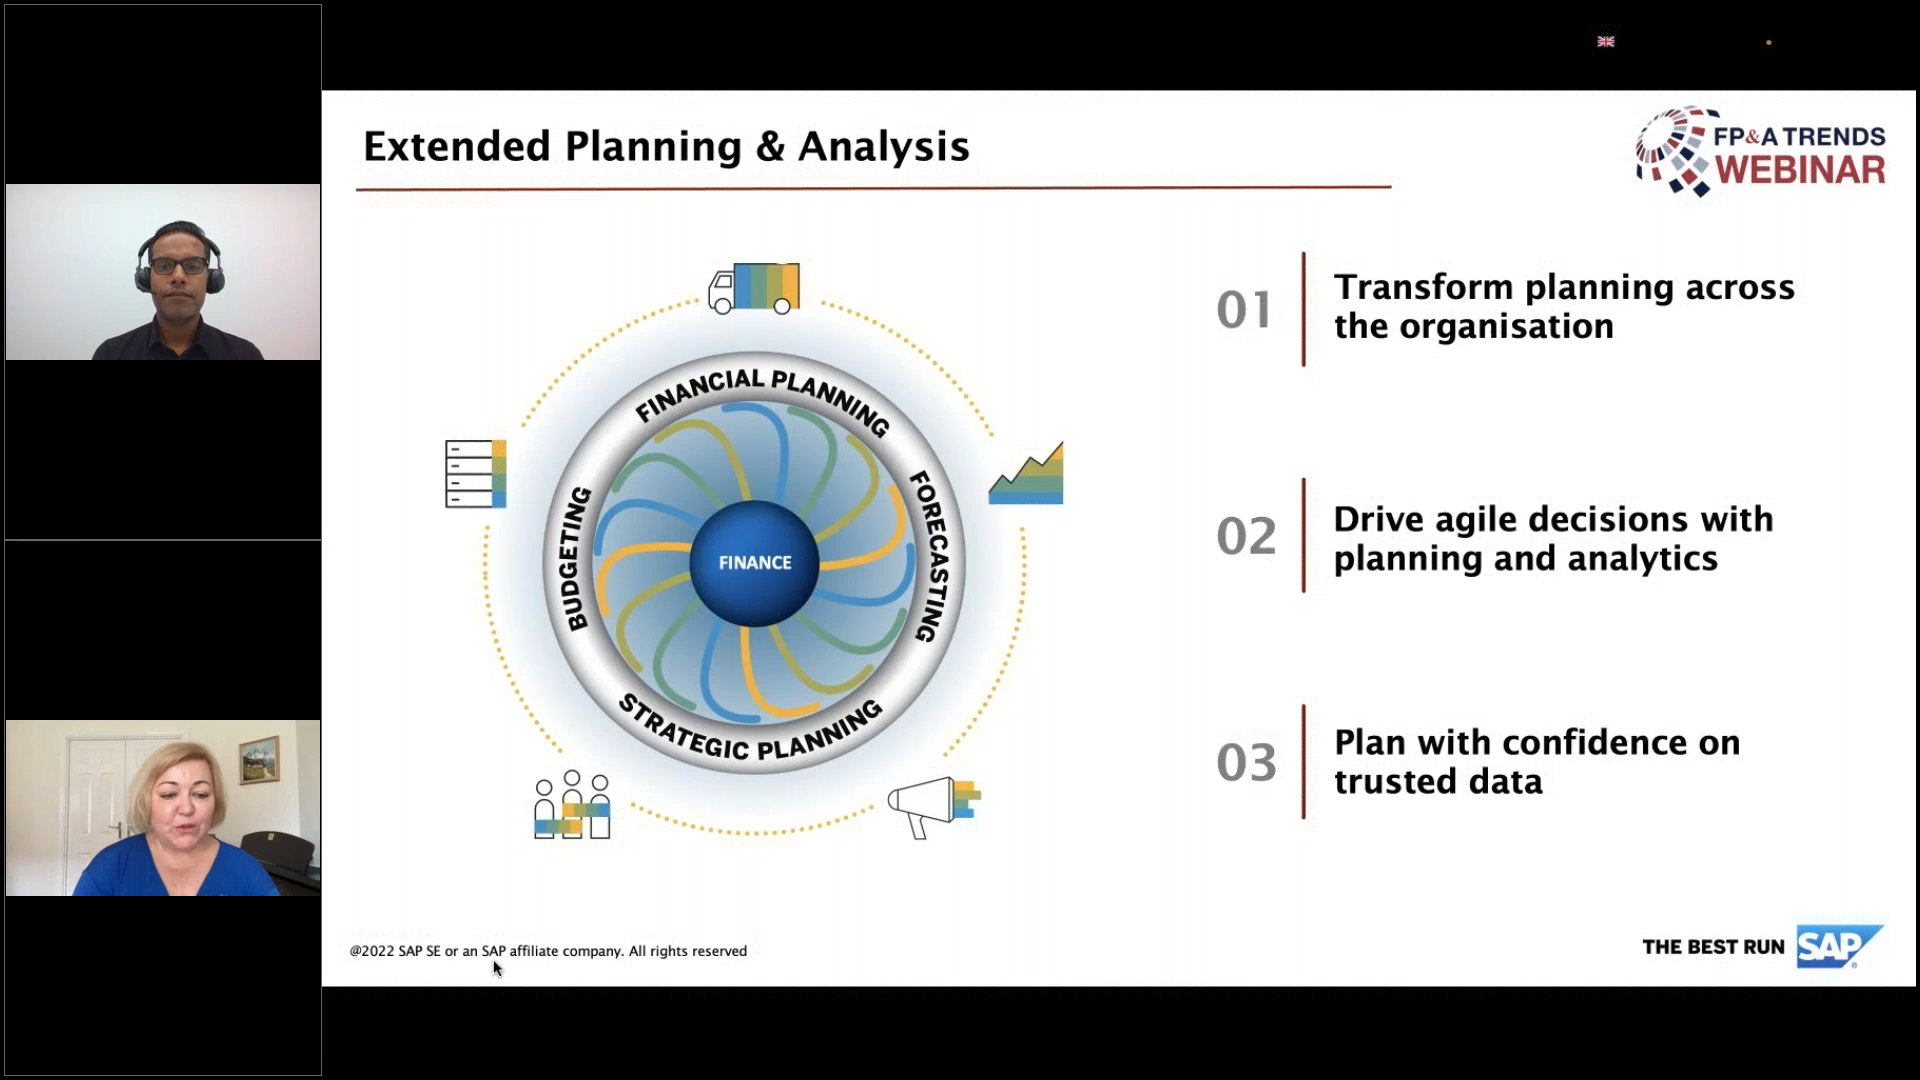 Extended Planning & Analysis
FP&A TRENDS
WEBINAR
FINANCIAL PLANNING
FORECASTING
BUDGETING
STRATEGIC PLANNING
FINANCE
01
Transform planning across
the organisation
02
Drive agile decisions with
planning and analytics
03
Plan with confidence on
trusted data
@2022 SAP SE or an SAP affiliate company. All rights reserved
THE BEST RUN SAP®